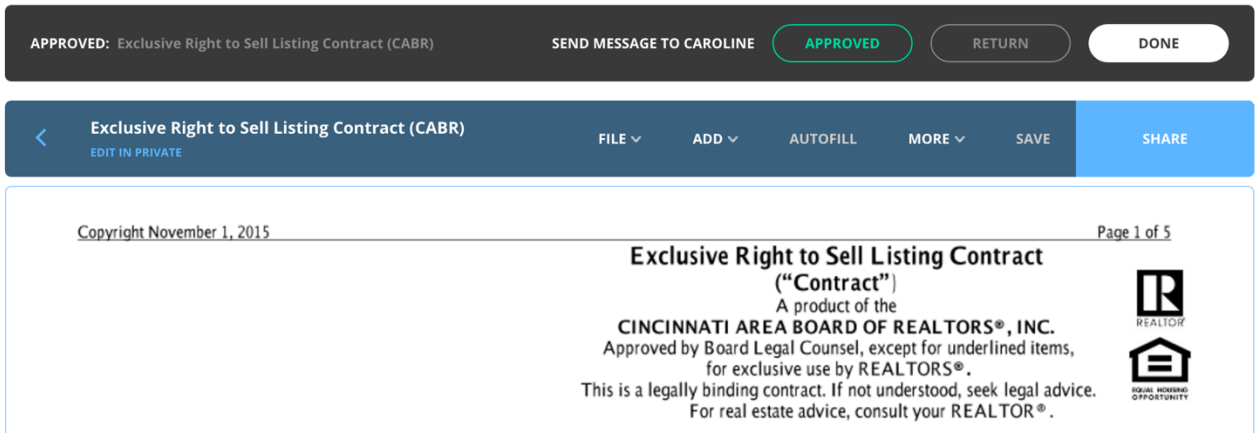 APPROVED: Exclusive Right to Sell Listing Contract (CABR) SEND MESSAGE TO CAROLINE APPROVED RETURN DONE
Exclusive Right to Sell Listing Contract (CABR)
EDIT IN PRIVATE
FILE ADD AUTOFILL MORE SAVE SHARE
Copyright November 1, 2015 Page 1 of 5
Exclusive Right to Sell Listing Contract
(“Contract”)
A product of the
CINCINNATI AREA BOARD OF REALTORS®, INC.
Approved by Board Legal Counsel, except for underlined items,
for exclusive use by REALTORS®.
This is a legally binding contract. If not understood, seek legal advice.
For real estate advice, consult your REALTOR®.
R
REALTOR®
EQUAL HOUSING
OPPORTUNITY